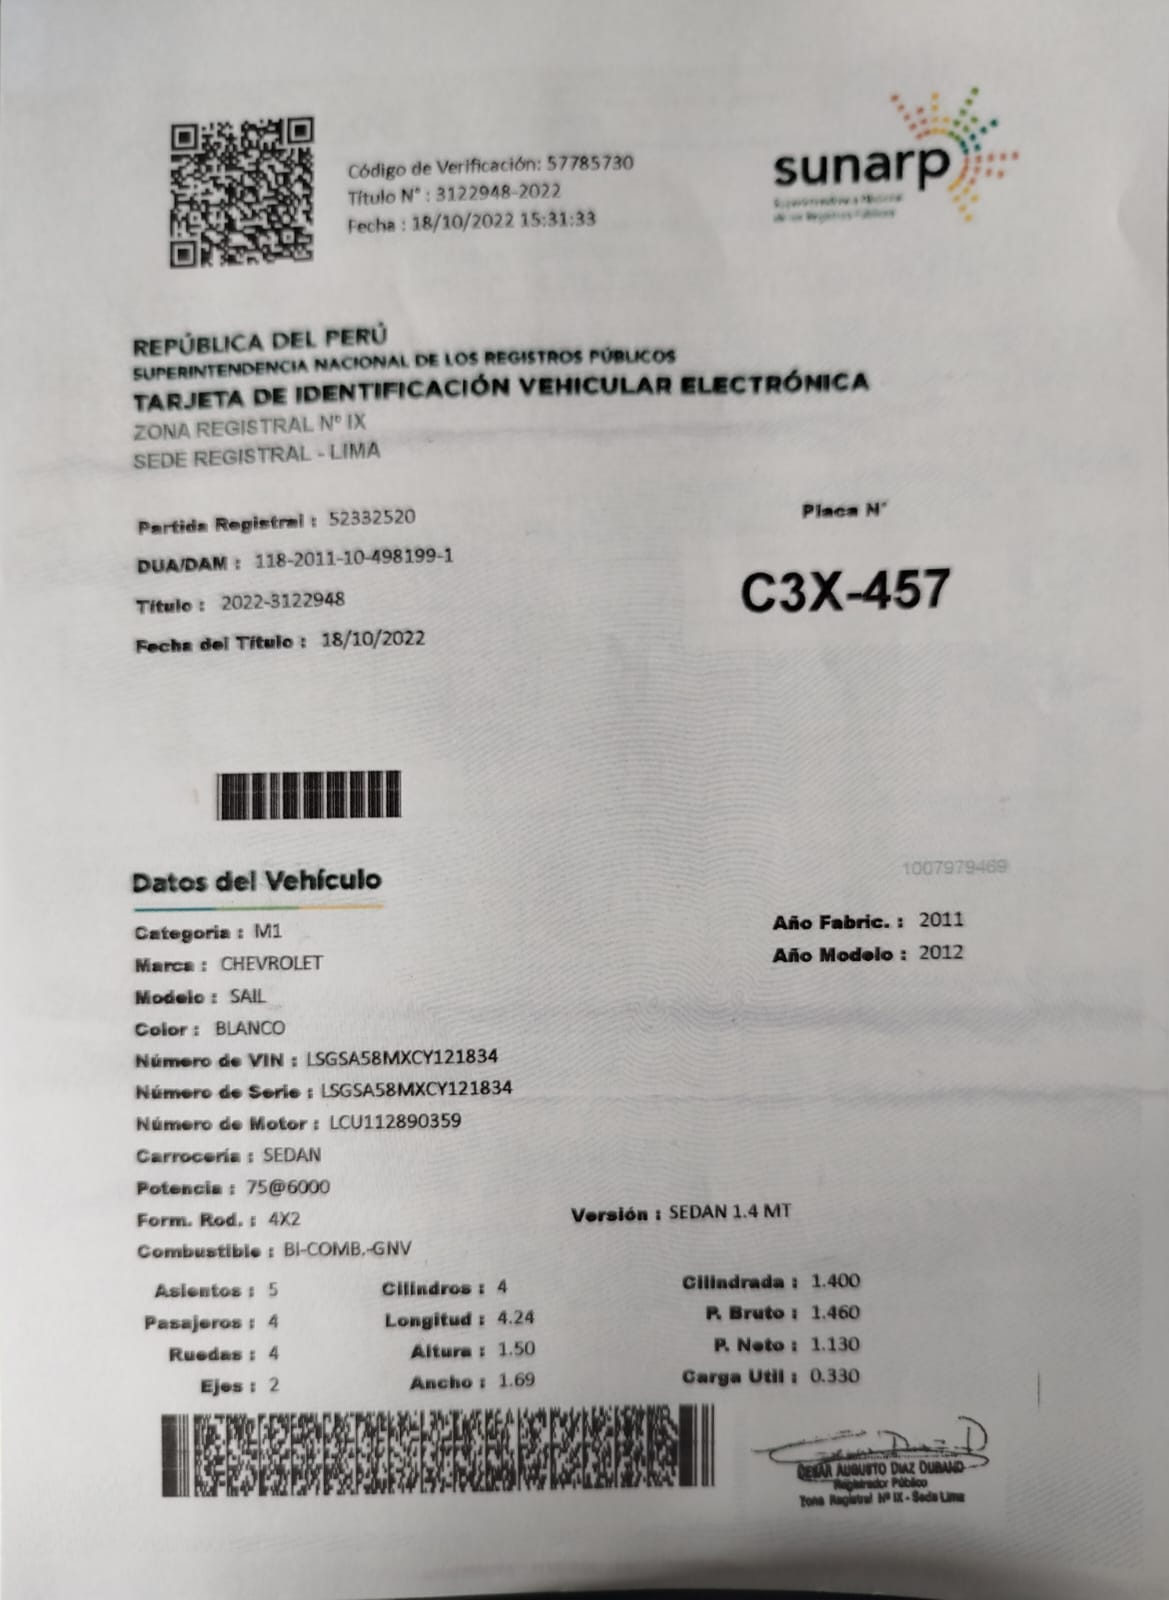 Código de Verificación: 57785730
Título N° : 3122948-2022
Fecha : 18/10/2022 15:31:33
sunarp
Superintendencia Nacional
de los Registros Públicos
REPÚBLICA DEL PERÚ
SUPERINTENDENCIA NACIONAL DE LOS REGISTROS PÚBLICOS
TARJETA DE IDENTIFICACIÓN VEHICULAR ELECTRÓNICA
ZONA REGISTRAL N° IX
SEDE REGISTRAL - LIMA
Partida Registral : 52332520
DUA/DAM : 118-2011-10-498199-1
Título : 2022-3122948
Fecha del Título : 18/10/2022
Placa N°
C3X-457
Datos del Vehículo
1007979469
Categoria : M1
Marca : CHEVROLET
Modelo : SAIL
Color : BLANCO
Número de VIN : LSGSA58MXCY121834
Número de Serie : LSGSA58MXCY121834
Número de Motor : LCU112890359
Carrocería : SEDAN
Potencia : 75@6000
Form. Rod. : 4X2
Combustible : BI-COMB.-GNV
Año Fabric. : 2011
Año Modelo : 2012
Versión : SEDAN 1.4 MT
Asientos : 5 Cilindros : 4 Cilindrada : 1.400
Pasajeros : 4 Longitud : 4.24 P. Bruto : 1.460
Ruedas : 4 Altura : 1.50 P. Neto : 1.130
Ejes : 2 Ancho : 1.69 Carga Util : 0.330
CESAR AUGUSTO DIAZ DURAND
Registrador Público
Zona Registral Nº IX - Sede Lima